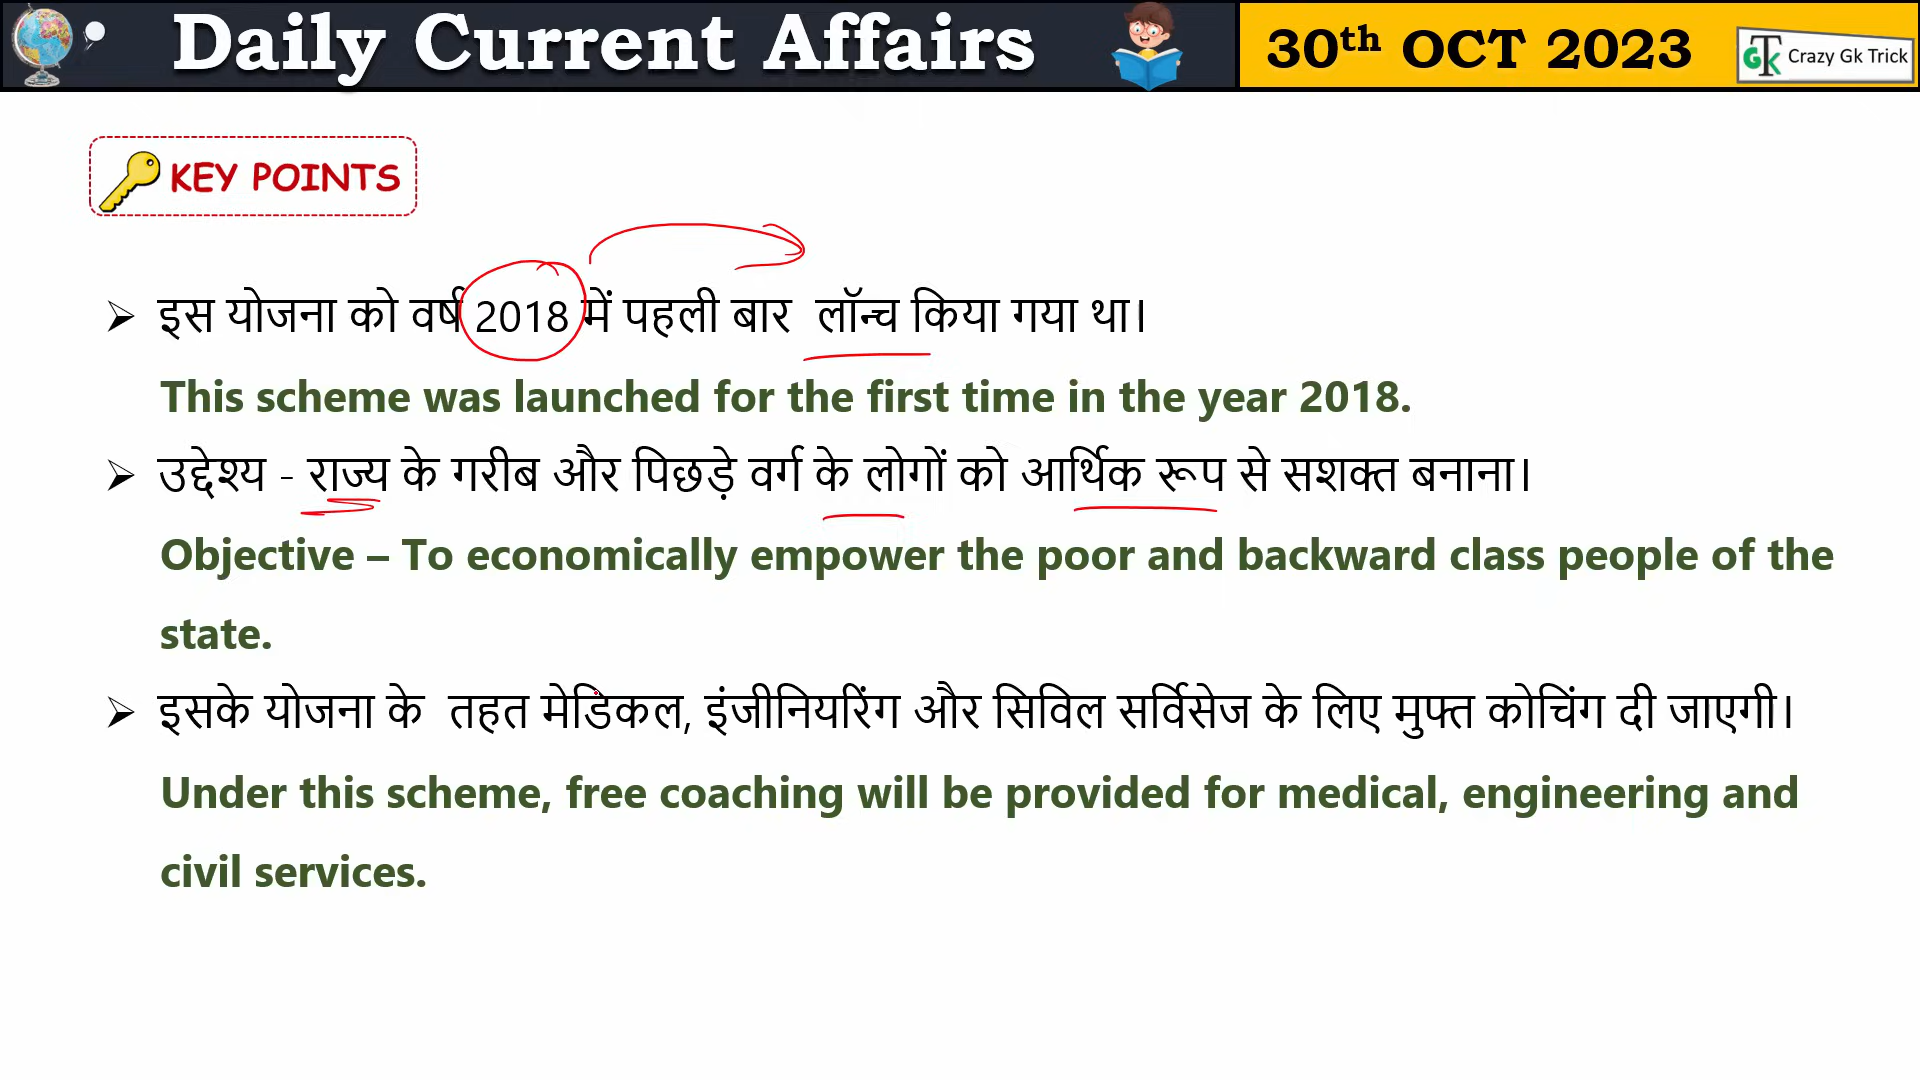 Daily Current Affairs
30th OCT 2023
GTK Crazy Gk Trick
KEY POINTS
➢ इस योजना को वर्ष 2018 में पहली बार लॉन्च किया गया था।
This scheme was launched for the first time in the year 2018.
➢ उद्देश्य - राज्य के गरीब और पिछड़े वर्ग के लोगों को आर्थिक रूप से सशक्त बनाना।
Objective – To economically empower the poor and backward class people of the
state.
➢ इसके योजना के तहत मेडिकल, इंजीनियरिंग और सिविल सर्विसेज के लिए मुफ्त कोचिंग दी जाएगी।
Under this scheme, free coaching will be provided for medical, engineering and
civil services.